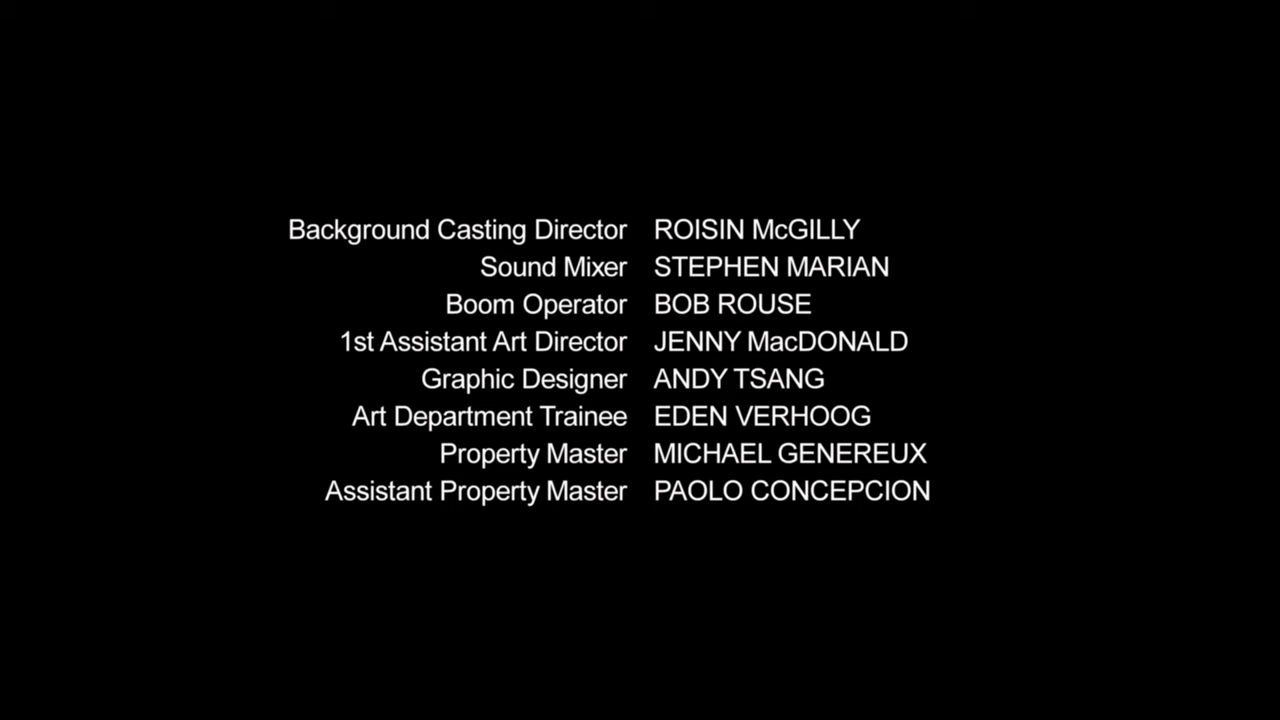 Background Casting Director ROISIN McGILLY
Sound Mixer STEPHEN MARIAN
Boom Operator BOB ROUSE
1st Assistant Art Director JENNY MacDONALD
Graphic Designer ANDY TSANG
Art Department Trainee EDEN VERHOOG
Property Master MICHAEL GENEREUX
Assistant Property Master PAOLO CONCEPCION